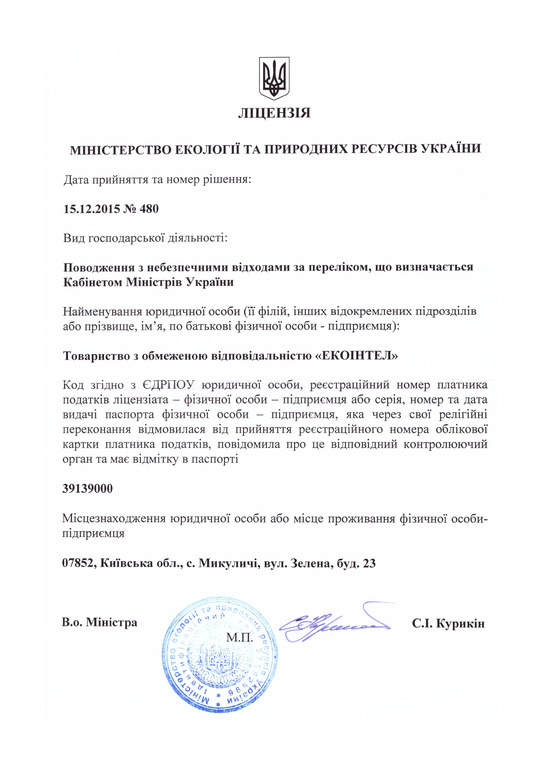 ЛІЦЕНЗІЯ
МІНІСТЕРСТВО ЕКОЛОГІЇ ТА ПРИРОДНИХ РЕСУРСІВ УКРАЇНИ
Дата прийняття та номер рішення:
15.12.2015 № 480
Вид господарської діяльності:
Поводження з небезпечними відходами за переліком, що визначається
Кабінетом Міністрів України
Найменування юридичної особи (її філій, інших відокремлених підрозділів
або прізвище, ім’я, по батькові фізичної особи - підприємця):
Товариство з обмеженою відповідальністю «ЕКОІНТЕЛ»
Код згідно з ЄДРПОУ юридичної особи, реєстраційний номер платника
податків ліцензіата – фізичної особи – підприємця або серія, номер та дата
видачі паспорта фізичної особи – підприємця, яка через свої релігійні
переконання відмовилася від прийняття реєстраційного номера облікової
картки платника податків, повідомила про це відповідний контролюючий
орган та має відмітку в паспорті
39139000
Місцезнаходження юридичної особи або місце проживання фізичної особи-
підприємця
07852, Київська обл., с. Микуличі, вул. Зелена, буд. 23
В.о. Міністра
М.П.
С.І. Курикін
Міністерство екології та природних ресурсів України